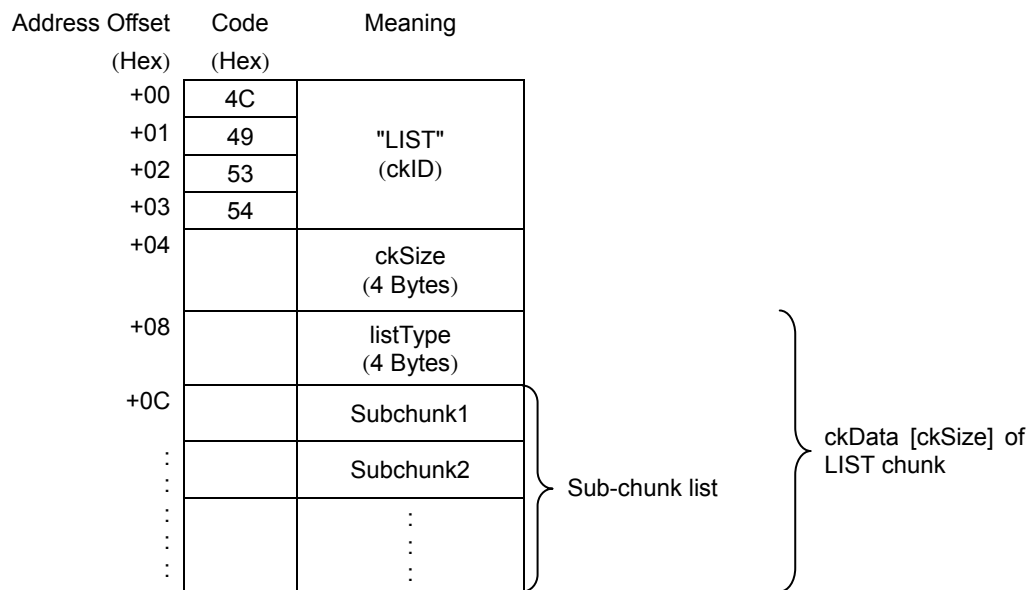 Address Offset Code Meaning
(Hex) (Hex)
+00 4C
+01 49 "LIST"
+02 53 (ckID)
+03 54
+04 ckSize
(4 Bytes)
+08 listType
(4 Bytes)
+0C Subchunk1
Subchunk2
Sub-chunk list
ckData [ckSize] of
LIST chunk